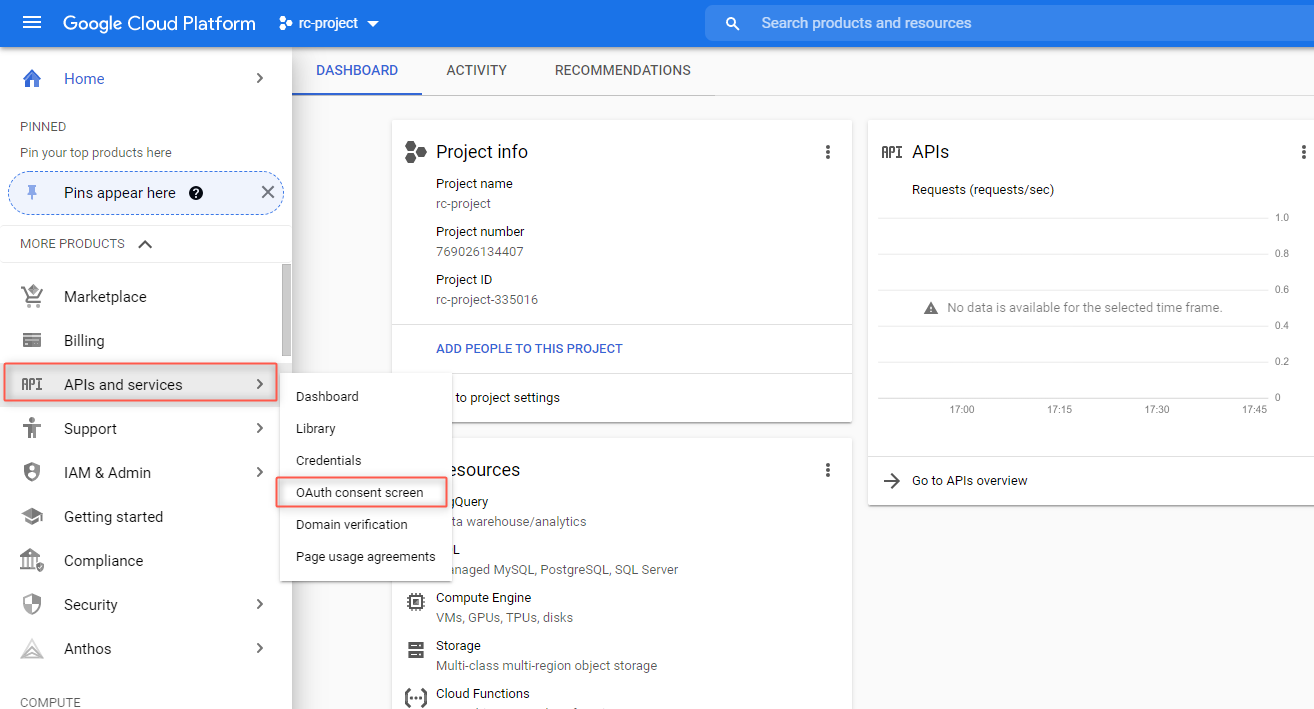 Google Cloud Platform
rc-project
Search products and resources
Home
PINNED
Pin your top products here
Pins appear here
MORE PRODUCTS
Marketplace
Billing
API APIs and services
Support
IAM & Admin
Getting started
Compliance
Security
Anthos
COMPUTE
Dashboard
Library
Credentials
OAuth consent screen
Domain verification
Page usage agreements
DASHBOARD
ACTIVITY
RECOMMENDATIONS
Project info
Project name
rc-project
Project number
769026134407
Project ID
rc-project-335016
ADD PEOPLE TO THIS PROJECT
to project settings
esources
gQuery
ta warehouse/analytics
L
anaged MySQL, PostgreSQL, SQL Server
Compute Engine
VMs, GPUs, TPUs, disks
Storage
Multi-class multi-region object storage
Cloud Functions
API APIs
Requests (requests/sec)
1.0
0.8
0.6
No data is available for the selected time frame.
0.4
0.2
0
17:00 17:15 17:30 17:45
Go to APIs overview